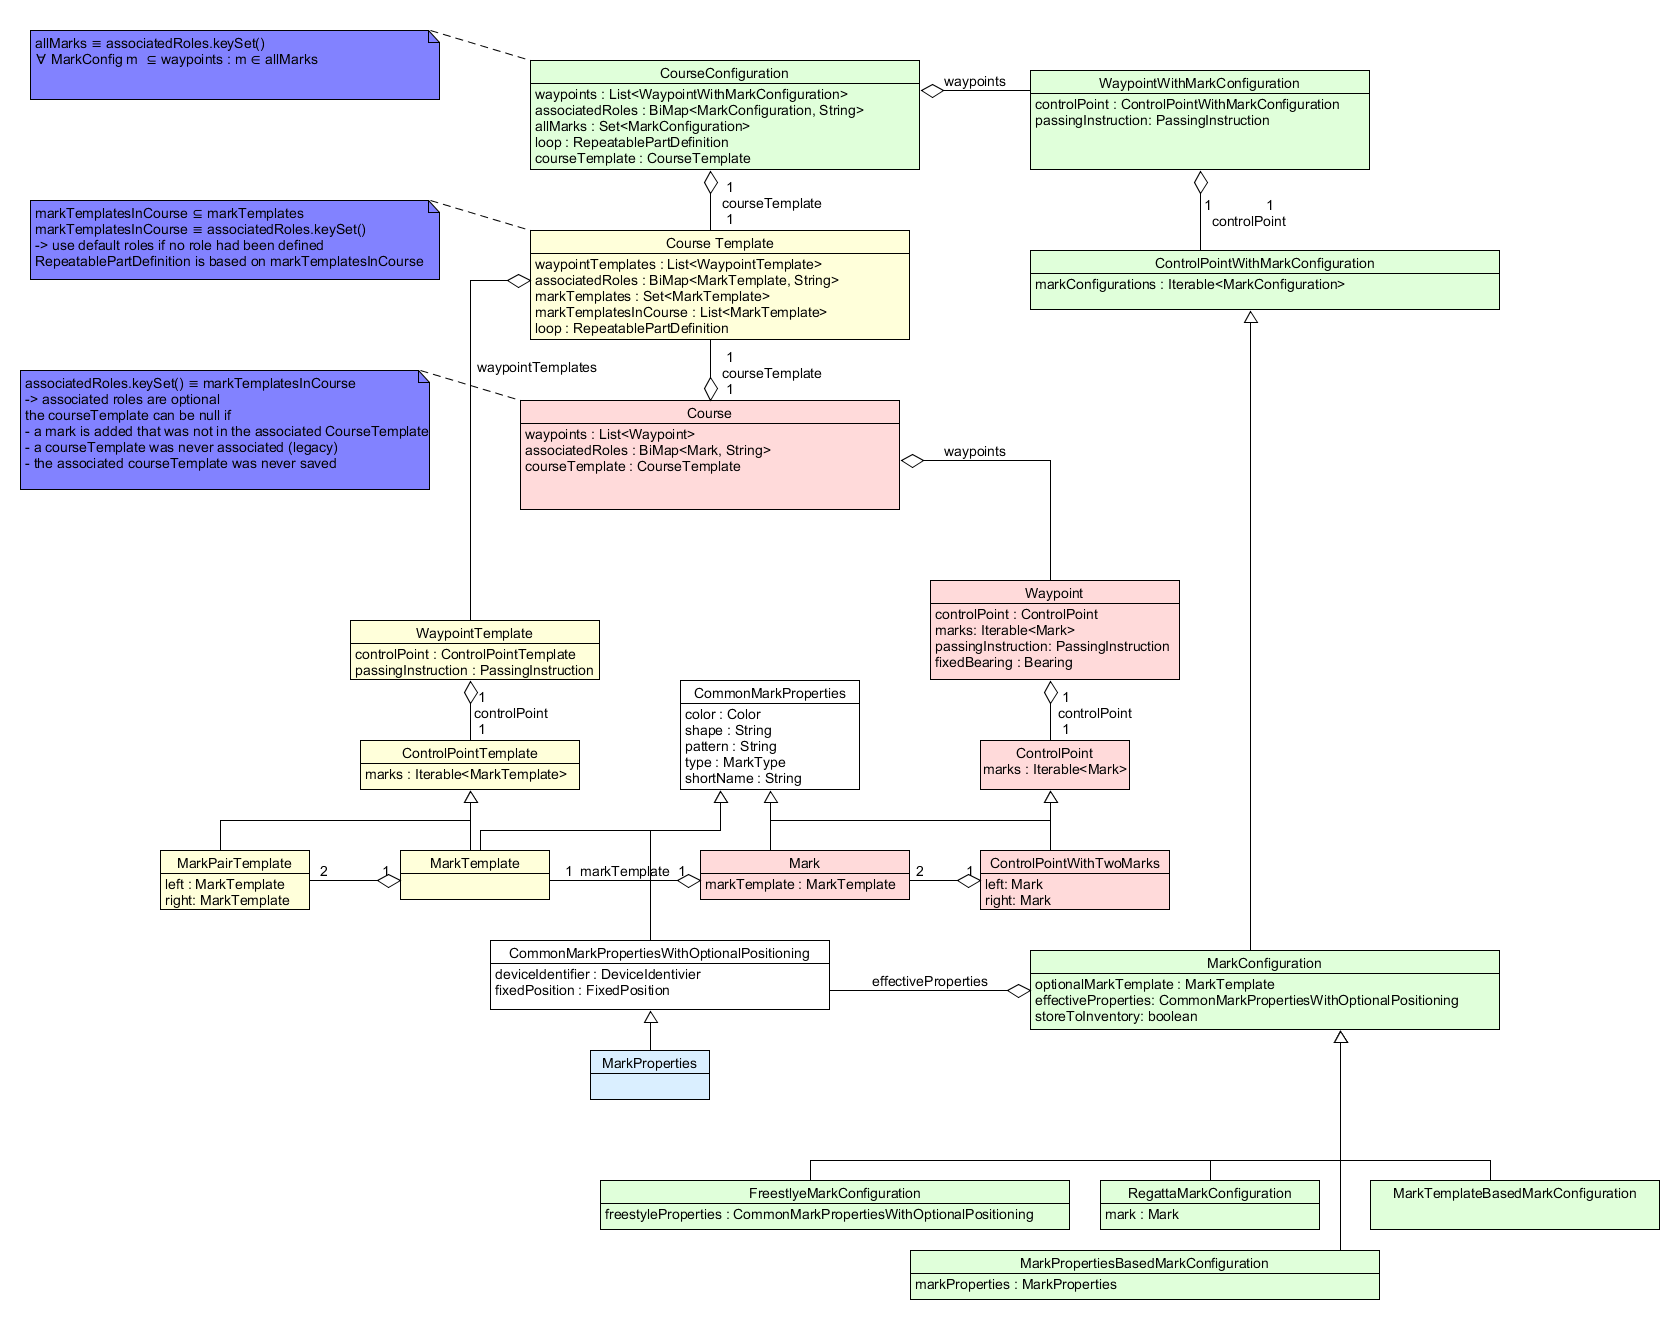 allMarks ≡ associatedRoles.keySet()
∀ MarkConfig m ⊆ waypoints : m ∈ allMarks
CourseConfiguration
waypoints : List<WaypointWithMarkConfiguration>
associatedRoles : BiMap<MarkConfiguration, String>
allMarks : Set<MarkConfiguration>
loop : RepeatablePartDefinition
courseTemplate : CourseTemplate
waypoints
WaypointWithMarkConfiguration
controlPoint : ControlPointWithMarkConfiguration
passingInstruction: PassingInstruction
1
courseTemplate
1
1 1
controlPoint
markTemplatesInCourse ⊆ markTemplates
markTemplatesInCourse ≡ associatedRoles.keySet()
-> use default roles if no role had been defined
RepeatablePartDefinition is based on markTemplatesInCourse
Course Template
waypointTemplates : List<WaypointTemplate>
associatedRoles : BiMap<MarkTemplate, String>
markTemplates : Set<MarkTemplate>
markTemplatesInCourse : List<MarkTemplate>
loop : RepeatablePartDefinition
ControlPointWithMarkConfiguration
markConfigurations : Iterable<MarkConfiguration>
waypointTemplates
1
courseTemplate
1
associatedRoles.keySet() ≡ markTemplatesInCourse
-> associated roles are optional
the courseTemplate can be null if
- a mark is added that was not in the associated CourseTemplate
- a courseTemplate was never associated (legacy)
- the associated courseTemplate was never saved
Course
waypoints : List<Waypoint>
associatedRoles : BiMap<Mark, String>
courseTemplate : CourseTemplate
waypoints
Waypoint
controlPoint : ControlPoint
marks: Iterable<Mark>
passingInstruction: PassingInstruction
fixedBearing : Bearing
WaypointTemplate
controlPoint : ControlPointTemplate
passingInstruction : PassingInstruction
1
controlPoint
1
CommonMarkProperties
color : Color
shape : String
pattern : String
type : MarkType
shortName : String
1
controlPoint
1
ControlPointTemplate
marks : Iterable<MarkTemplate>
ControlPoint
marks : Iterable<Mark>
MarkPairTemplate
left : MarkTemplate
right: MarkTemplate
2 1
MarkTemplate
1 markTemplate 1
Mark
markTemplate : MarkTemplate
2 1
ControlPointWithTwoMarks
left: Mark
right: Mark
CommonMarkPropertiesWithOptionalPositioning
deviceIdentifier : DeviceIdentivier
fixedPosition : FixedPosition
effectiveProperties
MarkConfiguration
optionalMarkTemplate : MarkTemplate
effectiveProperties: CommonMarkPropertiesWithOptionalPositioning
storeToInventory: boolean
MarkProperties
FreestlyeMarkConfiguration
freestyleProperties : CommonMarkPropertiesWithOptionalPositioning
RegattaMarkConfiguration
mark : Mark
MarkTemplateBasedMarkConfiguration
MarkPropertiesBasedMarkConfiguration
markProperties : MarkProperties